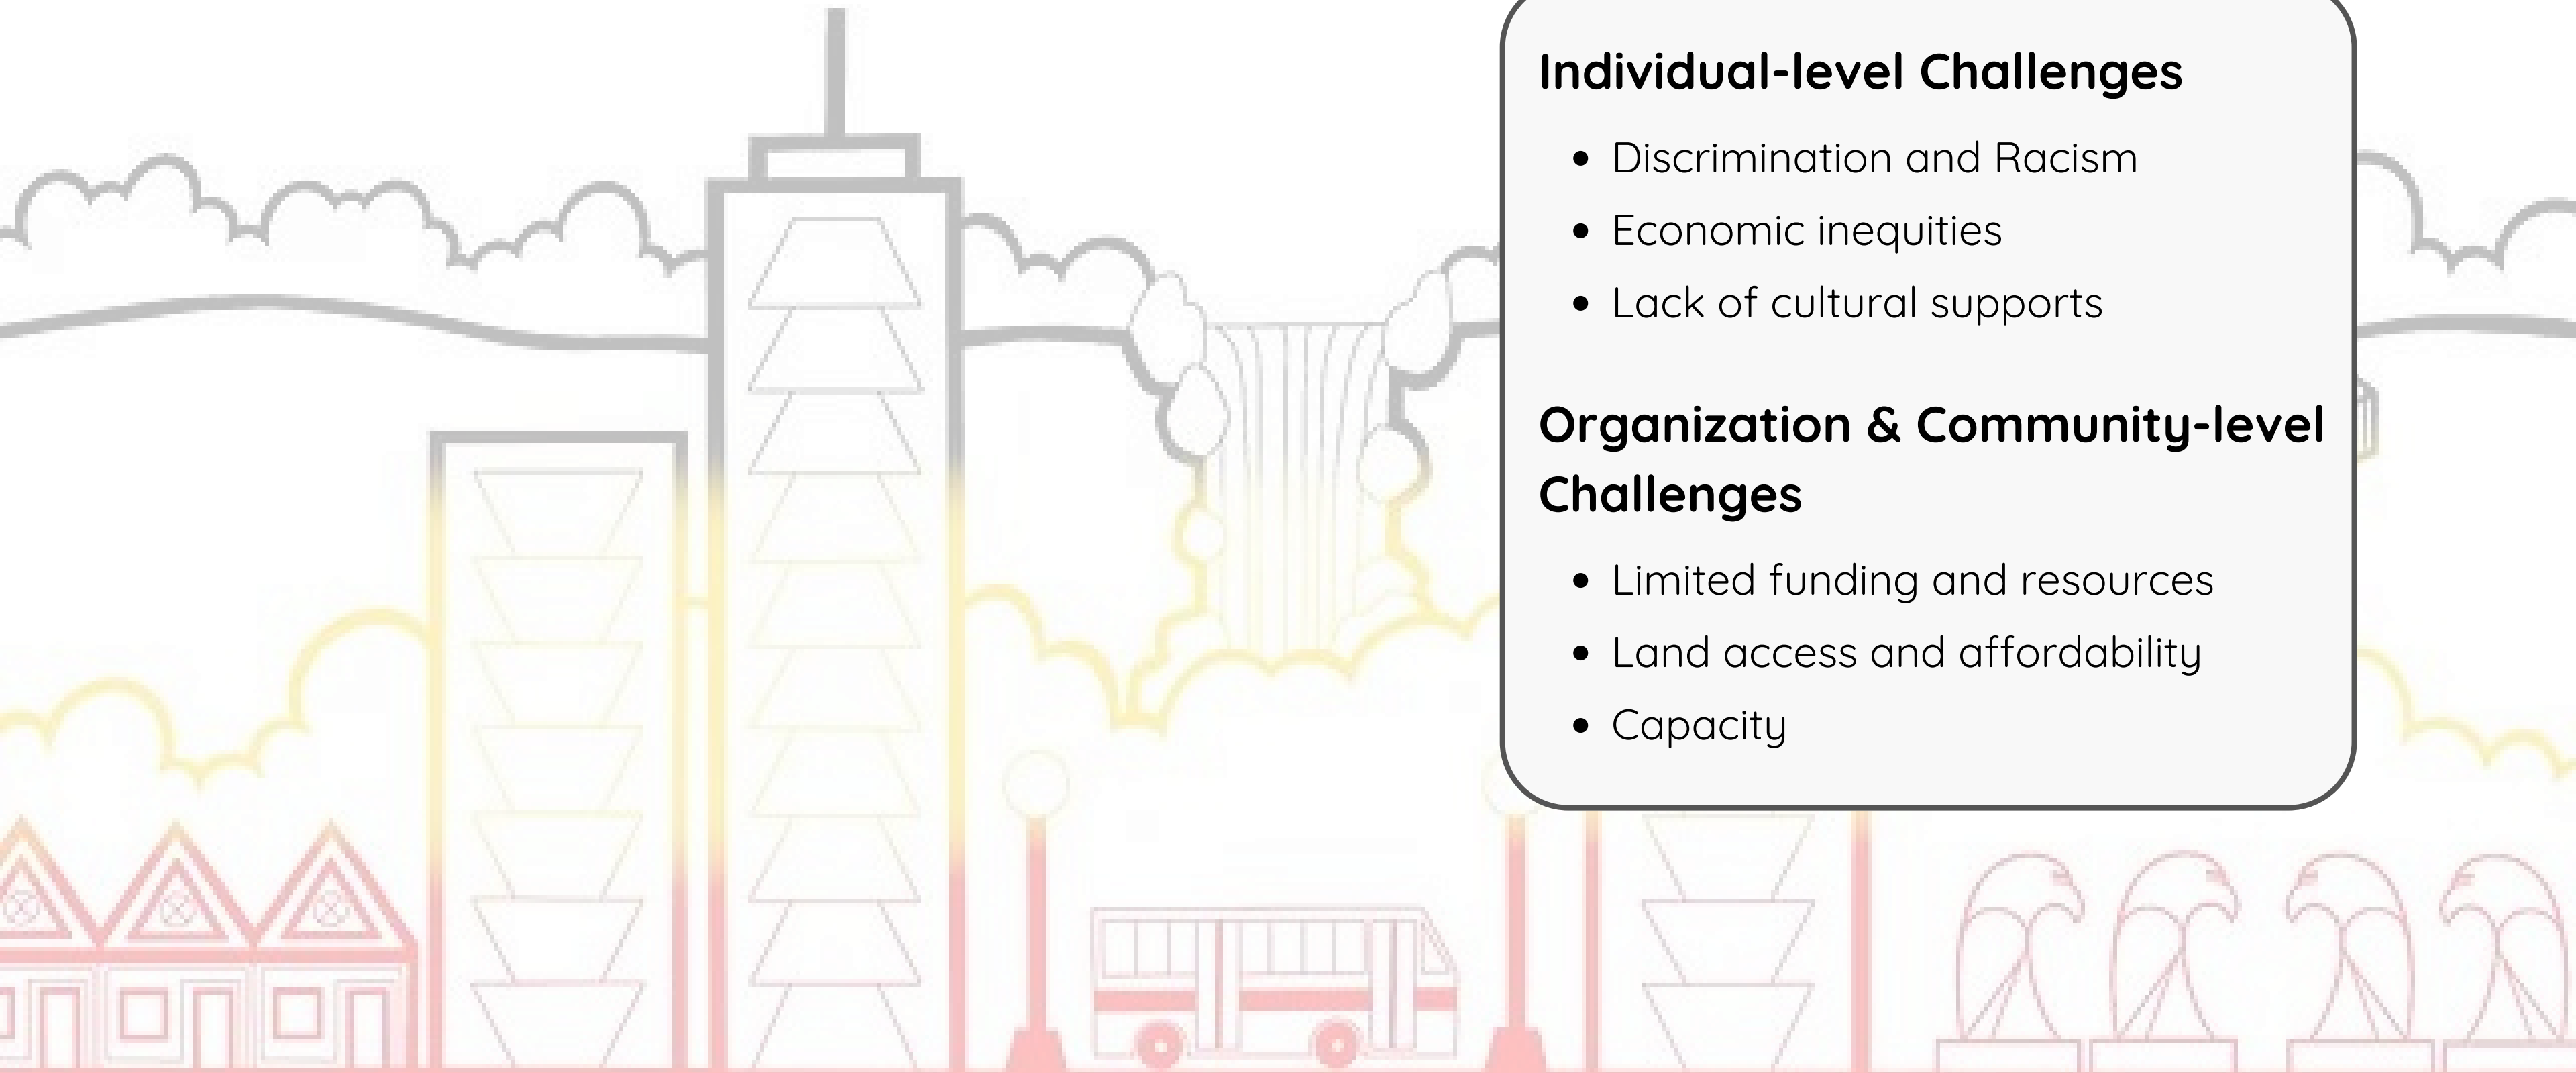 Individual-level Challenges
• Discrimination and Racism
• Economic inequities
• Lack of cultural supports
Organization & Community-level
Challenges
• Limited funding and resources
• Land access and affordability
• Capacity